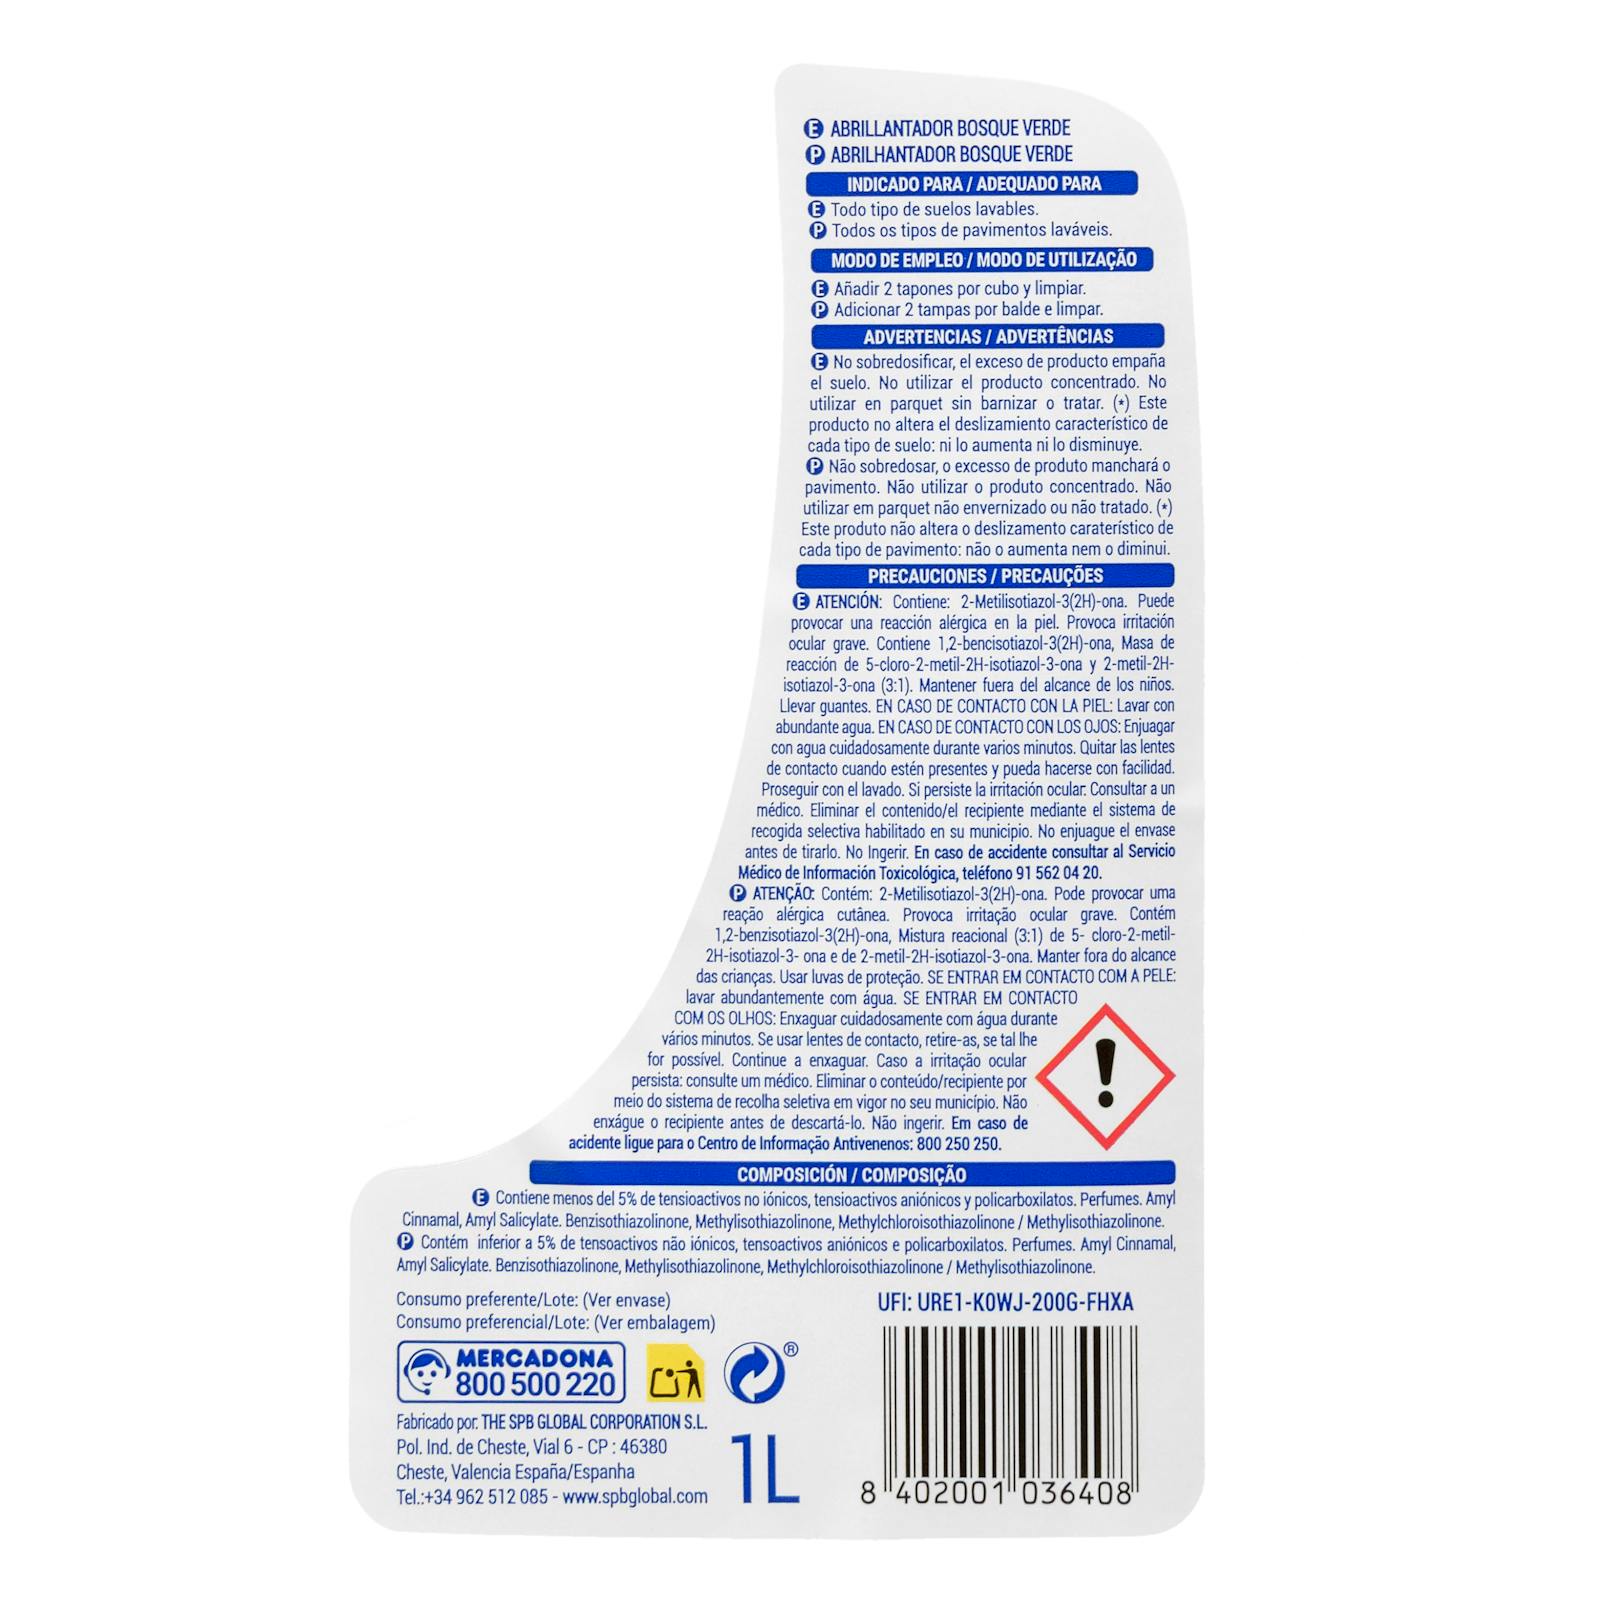 E ABRILLANTADOR BOSQUE VERDE
P ABRILHANTADOR BOSQUE VERDE
INDICADO PARA / ADEQUADO PARA
E Todo tipo de suelos lavables.
P Todos os tipos de pavimentos laváveis.
MODO DE EMPLEO / MODO DE UTILIZAÇÃO
E Añadir 2 tapones por cubo y limpiar.
P Adicionar 2 tampas por balde e limpar.
ADVERTENCIAS / ADVERTÊNCIAS
E No sobredosificar, el exceso de producto empaña
el suelo. No utilizar el producto concentrado. No
utilizar en parquet sin barnizar o tratar. (*) Este
producto no altera el deslizamiento característico de
cada tipo de suelo: ni lo aumenta ni lo disminuye.
P Não sobredosar, o excesso de produto manchará o
pavimento. Não utilizar o produto concentrado. Não
utilizar em parquet não envernizado ou não tratado. (*)
Este produto não altera o deslizamento caraterístico de
cada tipo de pavimento: não o aumenta nem o diminui.
PRECAUCIONES / PRECAUÇÕES
E ATENCIÓN: Contiene: 2-Metilisotiazol-3(2H)-ona. Puede
provocar una reacción alérgica en la piel. Provoca irritación
ocular grave. Contiene 1,2-bencisotiazol-3(2H)-ona, Masa de
reacción de 5-cloro-2-metil-2H-isotiazol-3-ona y 2-metil-2H-
isotiazol-3-ona (3:1). Mantener fuera del alcance de los niños.
Llevar guantes. EN CASO DE CONTACTO CON LA PIEL: Lavar con
abundante agua. EN CASO DE CONTACTO CON LOS OJOS: Enjuagar
con agua cuidadosamente durante varios minutos. Quitar las lentes
de contacto cuando estén presentes y pueda hacerse con facilidad.
Proseguir con el lavado. Si persiste la irritación ocular: Consultar a un
médico. Eliminar el contenido/el recipiente mediante el sistema de
recogida selectiva habilitado en su municipio. No enjuague el envase
antes de tirarlo. No Ingerir. En caso de accidente consultar al Servicio
Médico de Información Toxicológica, teléfono 91 562 04 20.
P ATENÇÃO: Contém: 2-Metilisotiazol-3(2H)-ona. Pode provocar uma
reação alérgica cutânea. Provoca irritação ocular grave. Contém
1,2-benzisotiazol-3(2H)-ona, Mistura reacional (3:1) de 5- cloro-2-metil-
2H-isotiazol-3- ona e de 2-metil-2H-isotiazol-3-ona. Manter fora do alcance
das crianças. Usar luvas de proteção. SE ENTRAR EM CONTACTO COM A PELE:
lavar abundantemente com água. SE ENTRAR EM CONTACTO
COM OS OLHOS: Enxaguar cuidadosamente com água durante
vários minutos. Se usar lentes de contacto, retire-as, se tal lhe
for possível. Continue a enxaguar. Caso a irritação ocular
persista: consulte um médico. Eliminar o conteúdo/recipiente por
meio do sistema de recolha seletiva em vigor no seu município. Não
enxágue o recipiente antes de descartá-lo. Não ingerir. Em caso de
acidente ligue para o Centro de Informação Antivenenos: 800 250 250.
COMPOSICIÓN / COMPOSIÇÃO
E Contiene menos del 5% de tensioactivos no iónicos, tensioactivos aniónicos y policarboxilatos. Perfumes. Amyl
Cinnamal, Amyl Salicylate. Benzisothiazolinone, Methylisothiazolinone, Methylchloroisothiazolinone / Methylisothiazolinone.
P Contém inferior a 5% de tensoactivos não iónicos, tensoactivos aniónicos e policarboxilatos. Perfumes. Amyl Cinnamal,
Amyl Salicylate. Benzisothiazolinone, Methylisothiazolinone, Methylchloroisothiazolinone / Methylisothiazolinone.
Consumo preferente/Lote: (Ver envase)
Consumo preferencial/Lote: (Ver embalagem)
UFI: URE1-K0WJ-200G-FHXA
MERCADONA
800 500 220
®
Fabricado por: THE SPB GLOBAL CORPORATION S.L.
Pol. Ind. de Cheste, Vial 6 - CP : 46380
Cheste, Valencia España/Espanha
Tel.:+34 962 512 085 - www.spbglobal.com
1L
8 402001 036408